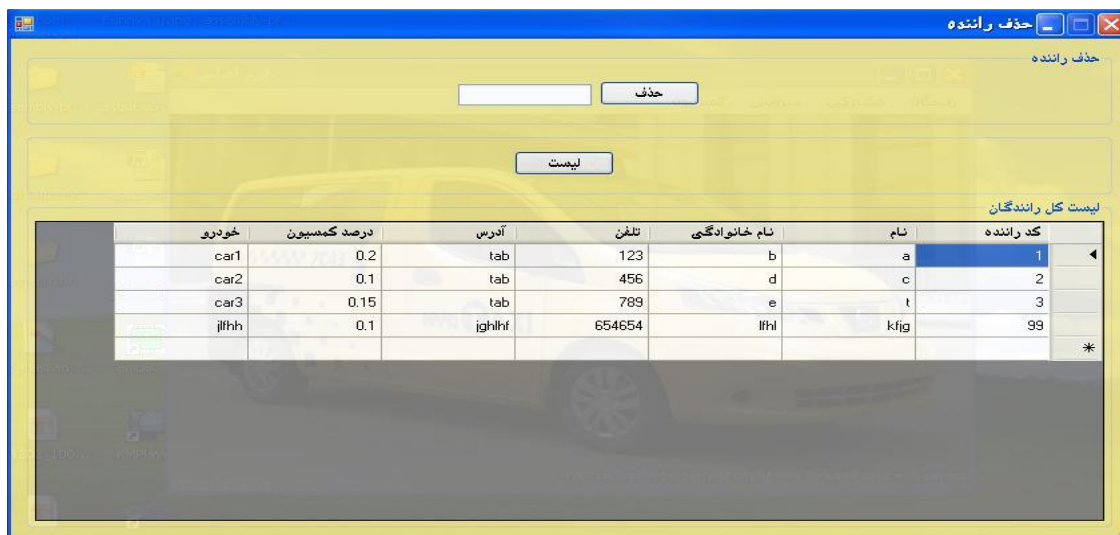 حذف راننده
حذف راننده
حذف
لیست
لیست کل رانندگان
کد راننده نام نام خانوادگی تلفن آدرس درصد کمسیون خودرو
1 a b 123 tab 0.2 car1
2 c d 456 tab 0.1 car2
3 t e 789 tab 0.15 car3
99 kfjg lfhl 654654 jghlhf 0.1 jlfhh